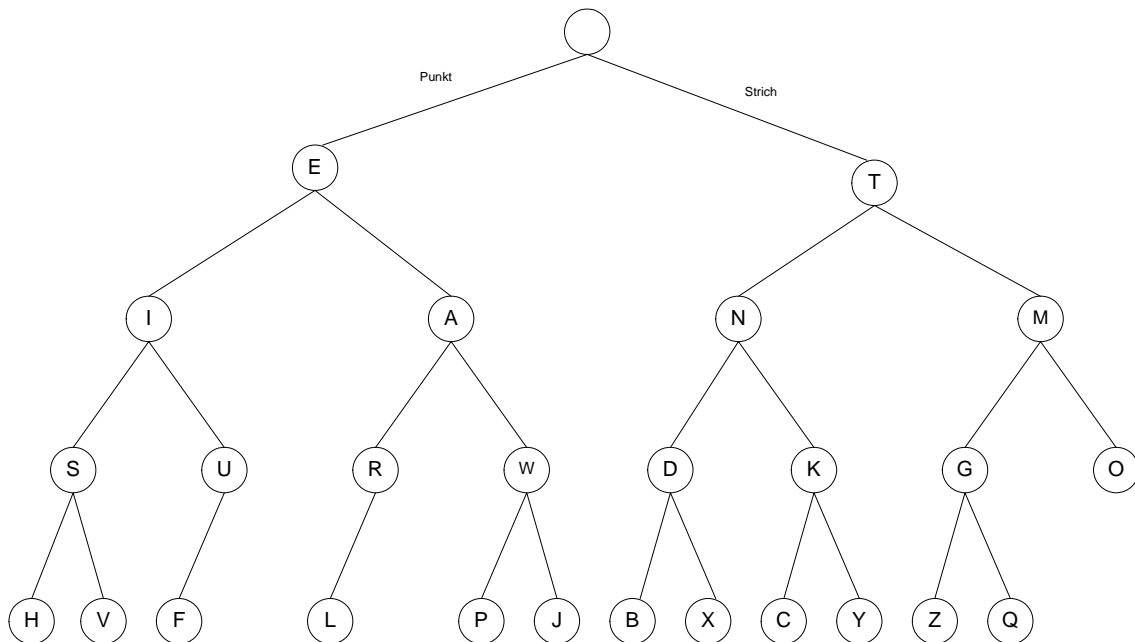 Punkt
Strich
E
T
I A N M
S U R W D K G O
H V F L P J B X C Y Z Q